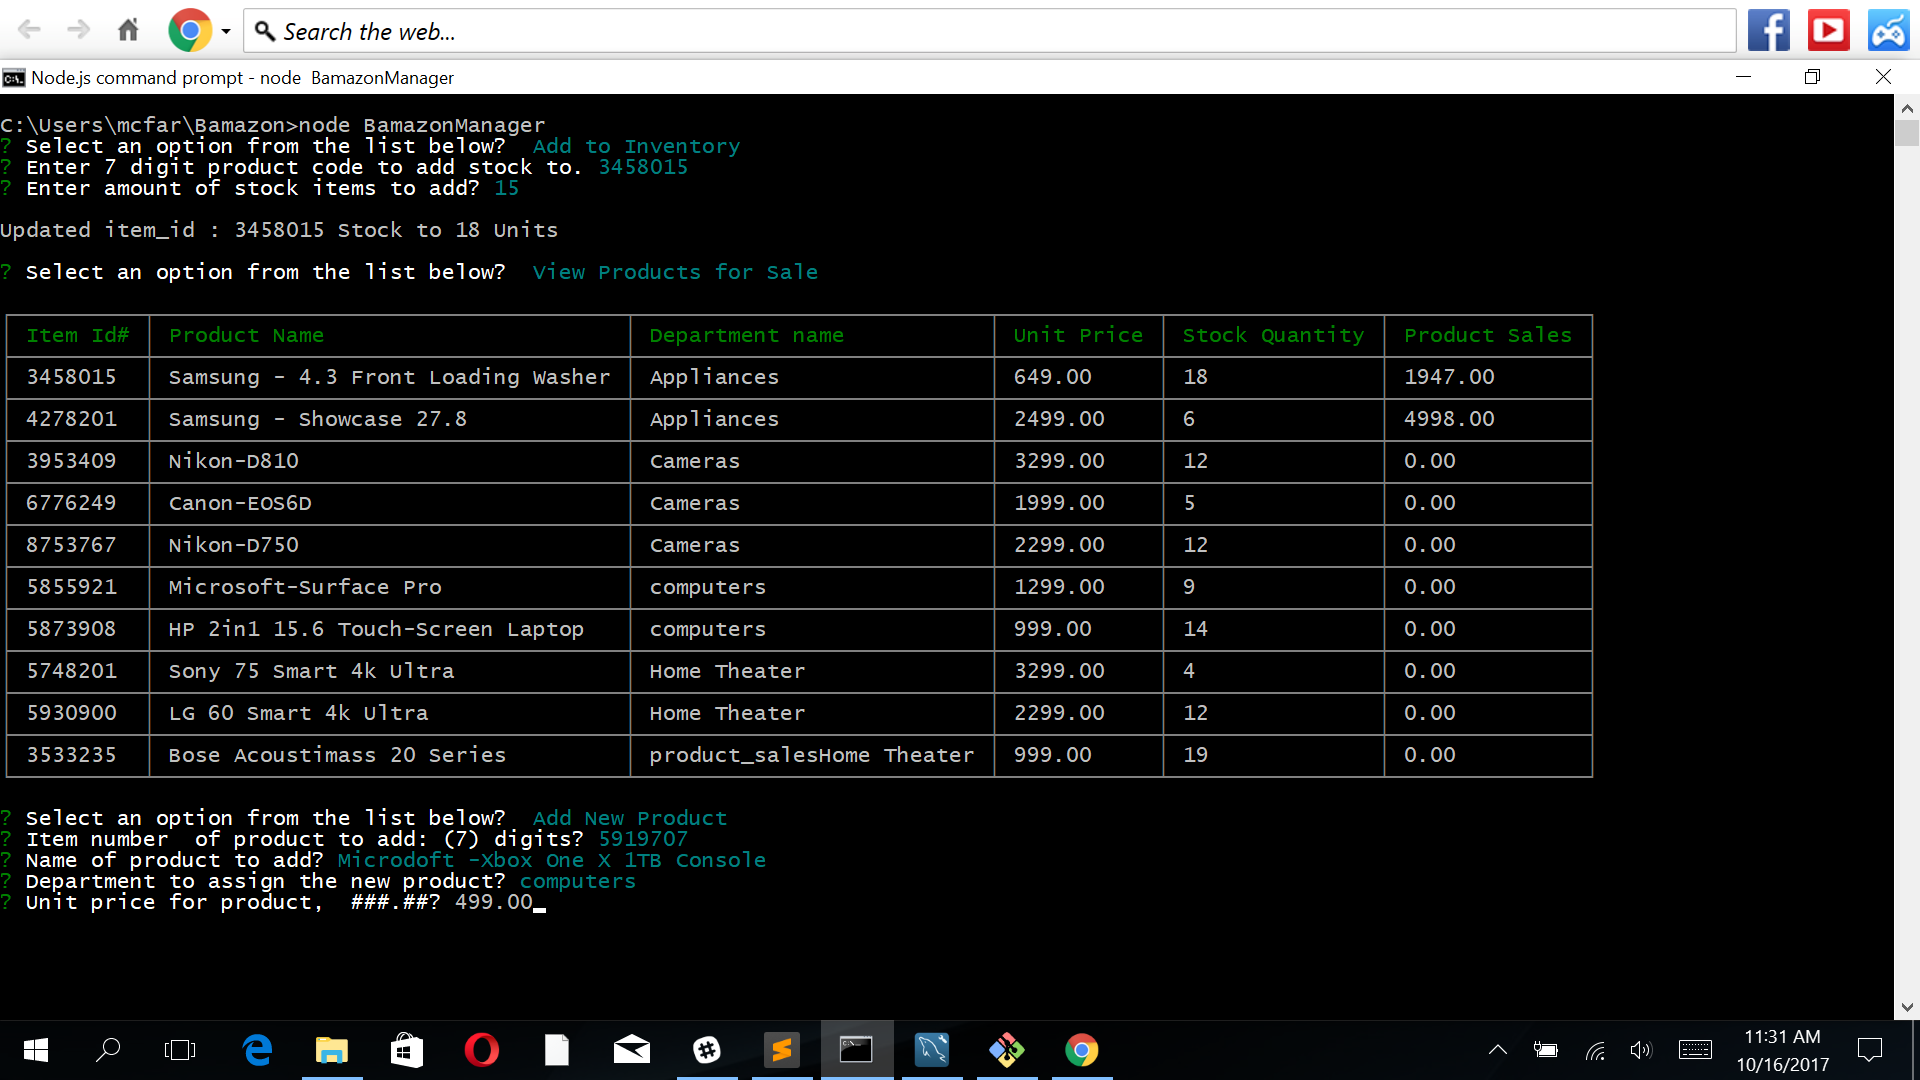 Search the web...
Node.js command prompt - node  BamazonManager
C:\Users\mcfar\Bamazon>node BamazonManager
? Select an option from the list below?  Add to Inventory
? Enter 7 digit product code to add stock to. 3458015
? Enter amount of stock items to add? 15
Updated item_id : 3458015 Stock to 18 Units
? Select an option from the list below?  View Products for Sale
Item Id# Product Name Department name Unit Price Stock Quantity Product Sales
3458015 Samsung - 4.3 Front Loading Washer Appliances 649.00 18 1947.00
4278201 Samsung - Showcase 27.8 Appliances 2499.00 6 4998.00
3953409 Nikon-D810 Cameras 3299.00 12 0.00
6776249 Canon-EOS6D Cameras 1999.00 5 0.00
8753767 Nikon-D750 Cameras 2299.00 12 0.00
5855921 Microsoft-Surface Pro computers 1299.00 9 0.00
5873908 HP 2in1 15.6 Touch-Screen Laptop computers 999.00 14 0.00
5748201 Sony 75 Smart 4k Ultra Home Theater 3299.00 4 0.00
5930900 LG 60 Smart 4k Ultra Home Theater 2299.00 12 0.00
3533235 Bose Acoustimass 20 Series product_salesHome Theater 999.00 19 0.00
? Select an option from the list below?  Add New Product
? Item number  of product to add: (7) digits? 5919707
? Name of product to add? Microdoft -Xbox One X 1TB Console
? Department to assign the new product? computers
? Unit price for product,  ###.##? 499.00
11:31 AM
10/16/2017